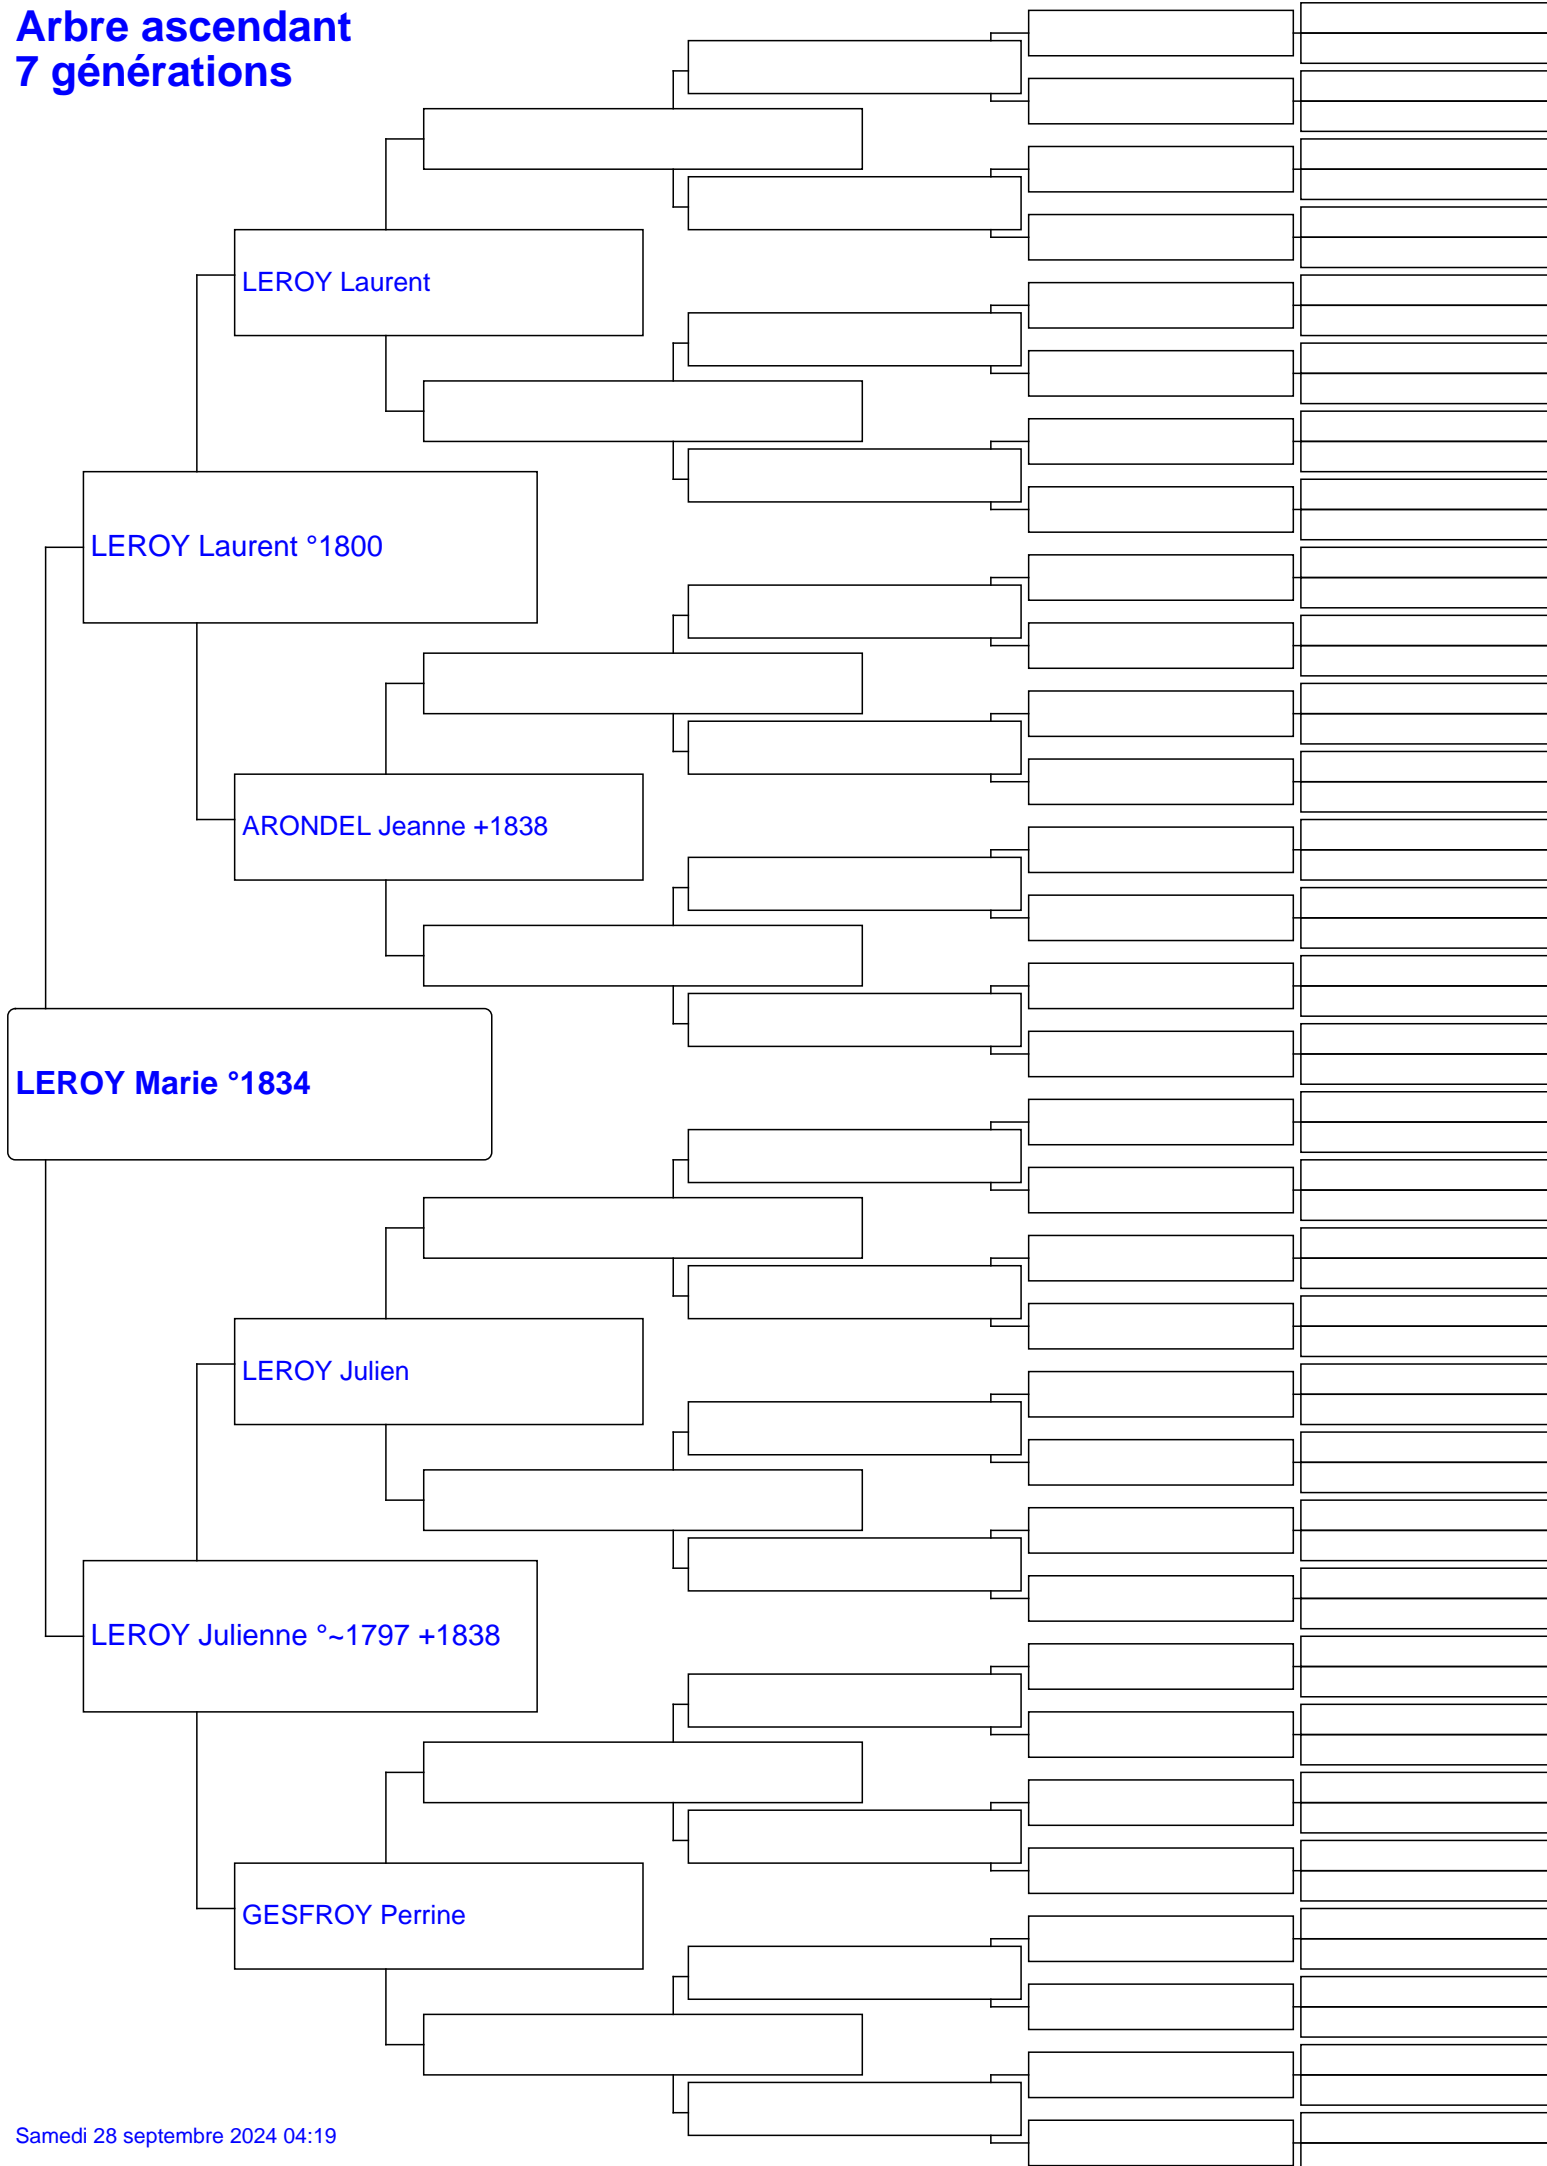 Arbre ascendant
7 générations
LEROY Laurent
LEROY Laurent °1800
ARONDEL Jeanne +1838
LEROY Marie °1834
LEROY Julien
LEROY Julienne °~1797 +1838
GESFROY Perrine
Samedi 28 septembre 2024 04:19